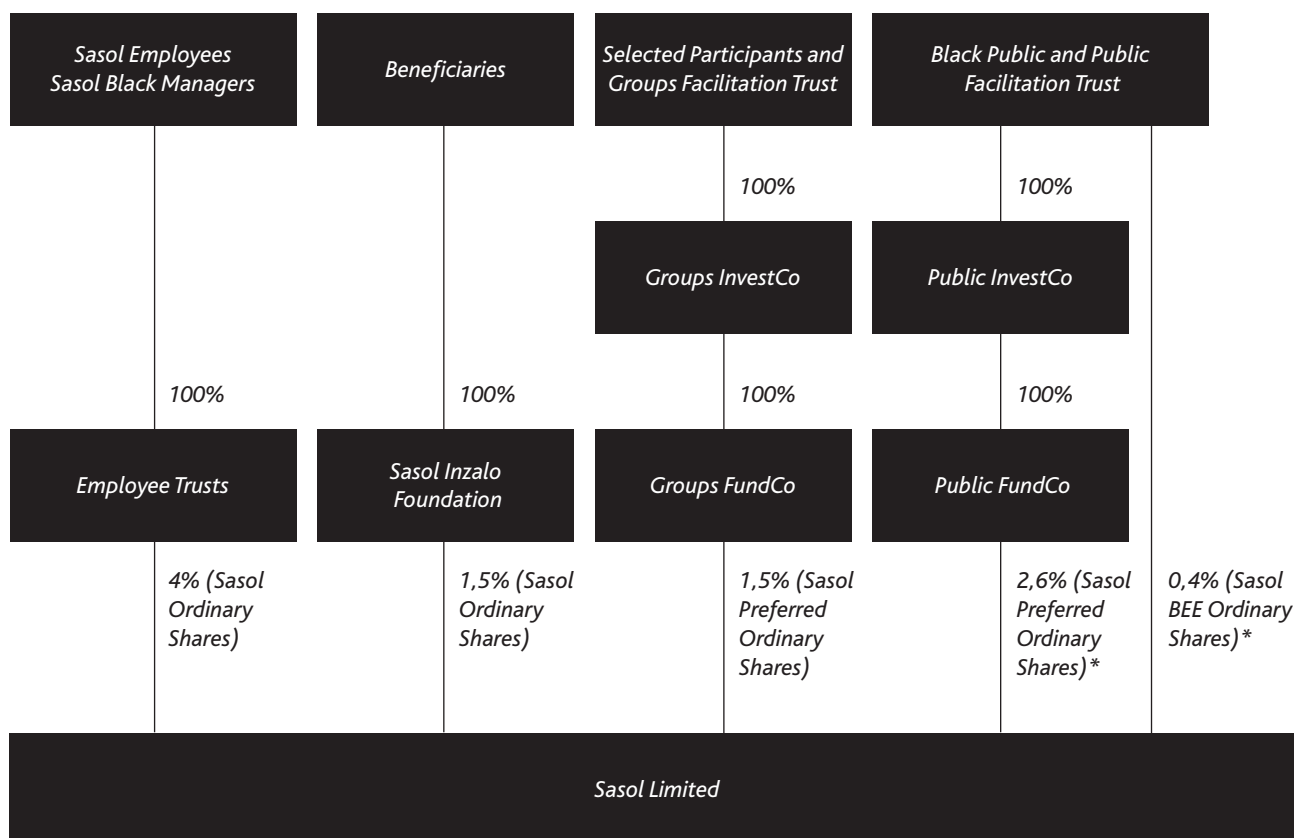 Sasol Employees
Sasol Black Managers
Beneficiaries
Selected Participants and
Groups Facilitation Trust
Black Public and Public
Facilitation Trust
100%
100%
Groups InvestCo
Public InvestCo
100%
100%
100%
100%
Employee Trusts
Sasol Inzalo
Foundation
Groups FundCo
Public FundCo
4% (Sasol
Ordinary
Shares)
1,5% (Sasol
Ordinary
Shares)
1,5% (Sasol
Preferred
Ordinary
Shares)
2,6% (Sasol
Preferred
Ordinary
Shares)*
0,4% (Sasol
BEE Ordinary
Shares)*
Sasol Limited